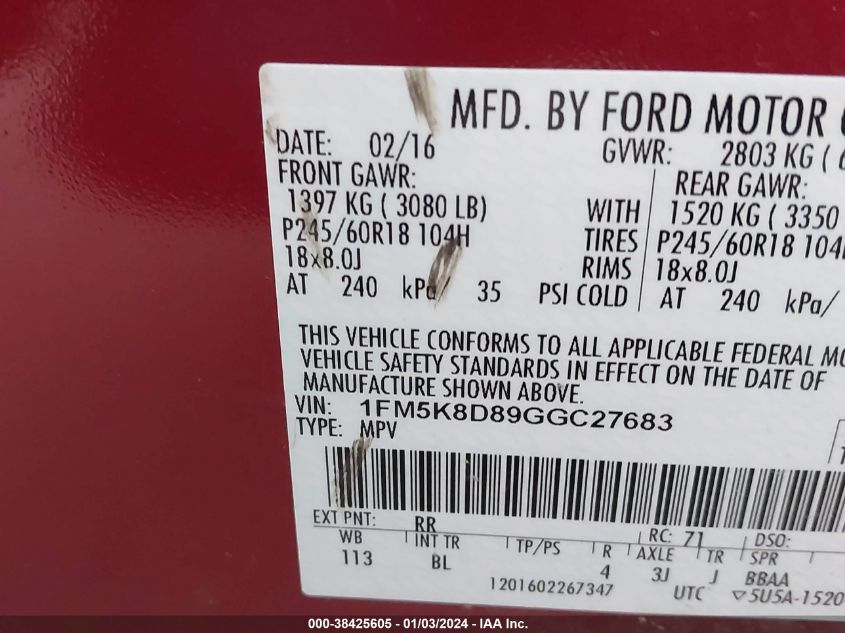 MFD. BY FORD MOTOR
DATE: 02/16 GVWR: 2803 KG (
FRONT GAWR: REAR GAWR:
1397 KG ( 3080 LB) WITH 1520 KG ( 3350
P245/60R18 104H TIRES P245/60R18 104
18x8.0J RIMS 18x8.0J
AT 240 kPa/ 35 PSI COLD AT 240 kPa/
THIS VEHICLE CONFORMS TO ALL APPLICABLE FEDERAL
VEHICLE SAFETY STANDARDS IN EFFECT ON THE DATE OF
MANUFACTURE SHOWN ABOVE.
VIN: 1FM5K8D89GGC27683
TYPE: MPV
EXT PNT: RR RC: 71 DSO:
WB INT TR TP/PS R AXLE TR SPR
113 BL 4 3J J BBAA
1201602267347 UTC ▽5U5A-1520
000-38425605 - 01/03/2024 - IAAI - 12001270 - Copyright © 2024 IAA, Inc.